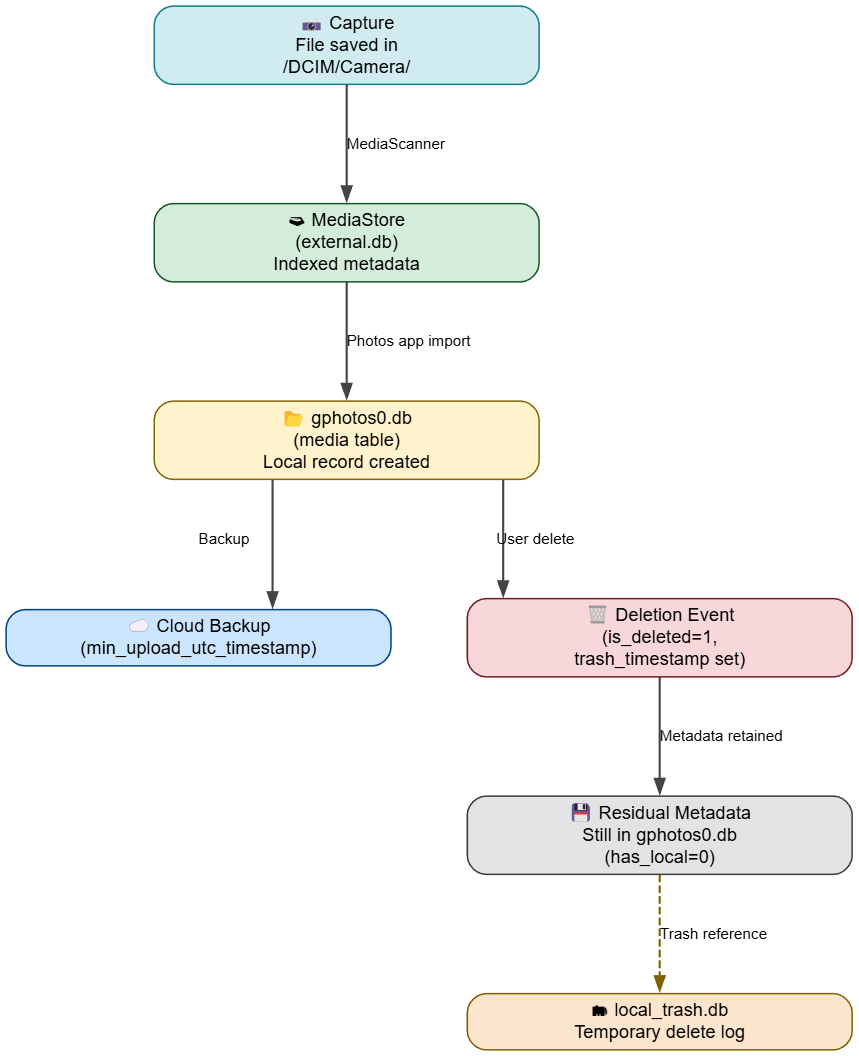 Capture
File saved in
/DCIM/Camera/
MediaScanner
MediaStore
(external.db)
Indexed metadata
Photos app import
gphotos0.db
(media table)
Local record created
Backup
User delete
Cloud Backup
(min_upload_utc_timestamp)
Deletion Event
(is_deleted=1,
trash_timestamp set)
Metadata retained
Residual Metadata
Still in gphotos0.db
(has_local=0)
Trash reference
local_trash.db
Temporary delete log